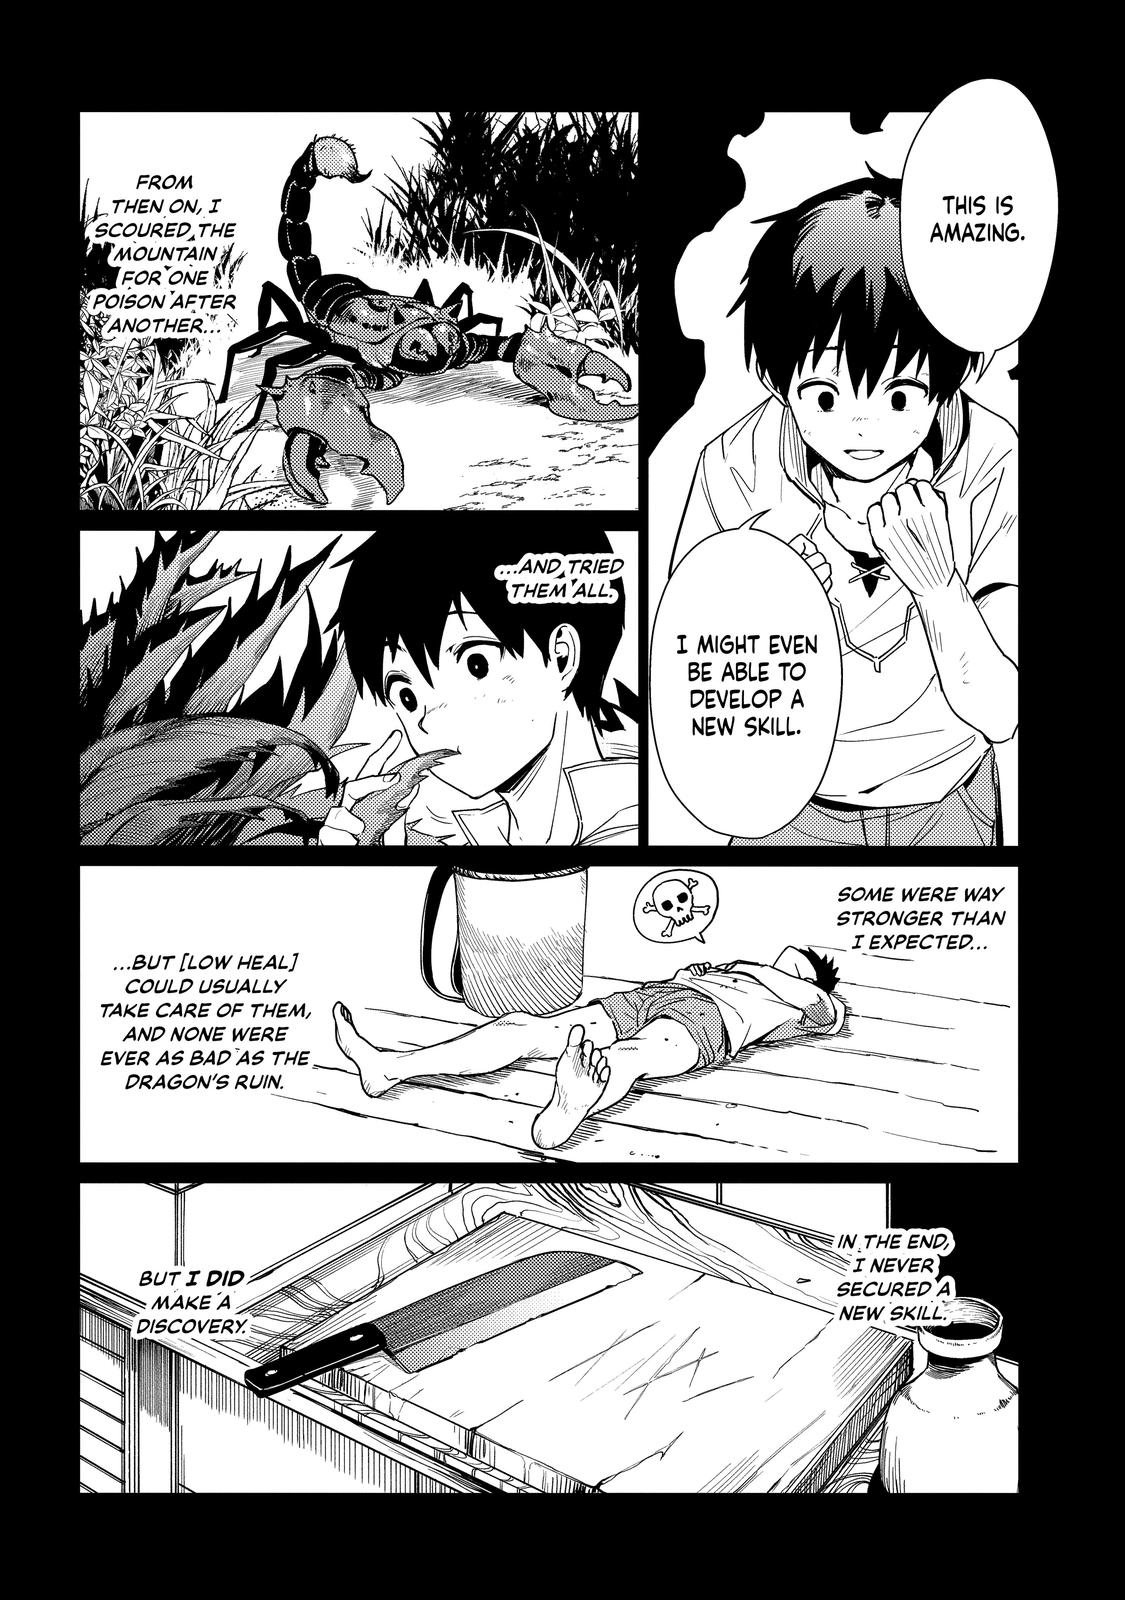 THIS IS
AMAZING.
I MIGHT EVEN
BE ABLE TO
DEVELOP A
NEW SKILL.
FROM
THEN ON, I
SCOURED THE
MOUNTAIN
FOR ONE
POISON AFTER
ANOTHER...
...AND TRIED
THEM ALL.
SOME WERE WAY
STRONGER THAN
I EXPECTED...
...BUT [LOW HEAL]
COULD USUALLY
TAKE CARE OF THEM,
AND NONE WERE
EVER AS BAD AS THE
DRAGON'S RUIN.
IN THE END,
I NEVER
SECURED A
NEW SKILL.
BUT I DID
MAKE A
DISCOVERY.